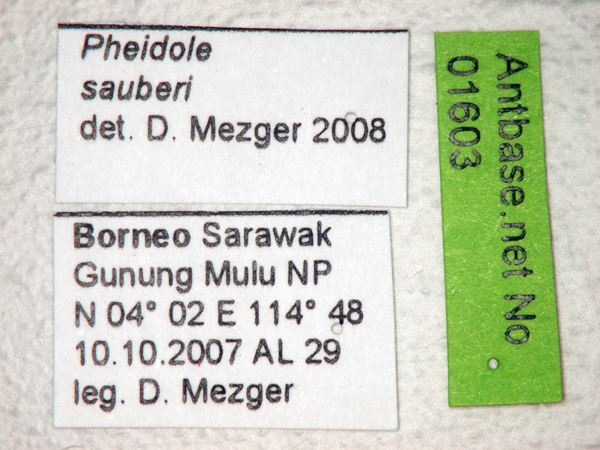 Pheidole
sauberi
det. D. Mezger 2008
Borneo Sarawak
Gunung Mulu NP
N 04° 02 E 114° 48
10.10.2007 AL 29
leg. D. Mezger
Antbase.net No
01603